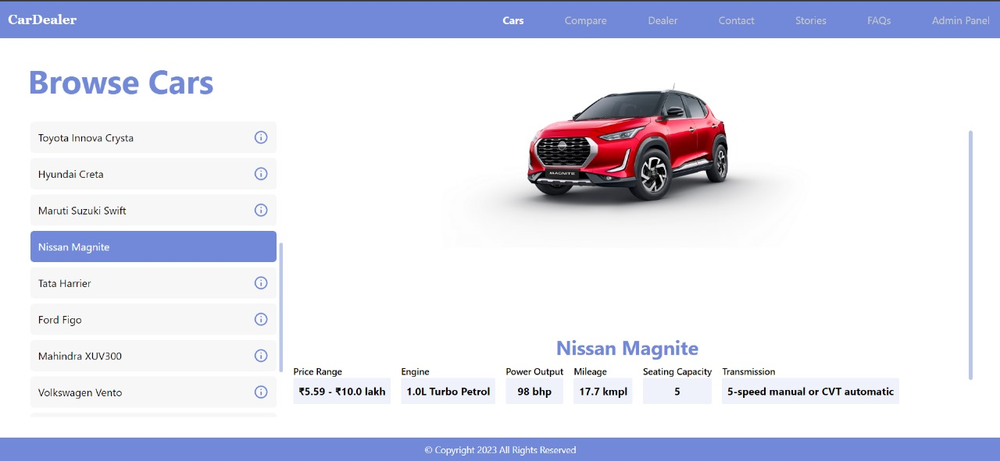 CarDealer
Cars Compare Dealer Contact Stories FAQs Admin Panel
Browse Cars
Toyota Innova Crysta
Hyundai Creta
Maruti Suzuki Swift
Nissan Magnite
Tata Harrier
Ford Figo
Mahindra XUV300
Volkswagen Vento
MAGNITE
Nissan Magnite
Price Range Engine Power Output Mileage Seating Capacity Transmission
₹5.59 - ₹10.0 lakh 1.0L Turbo Petrol 98 bhp 17.7 kmpl 5 5-speed manual or CVT automatic
© Copyright 2023 All Rights Reserved